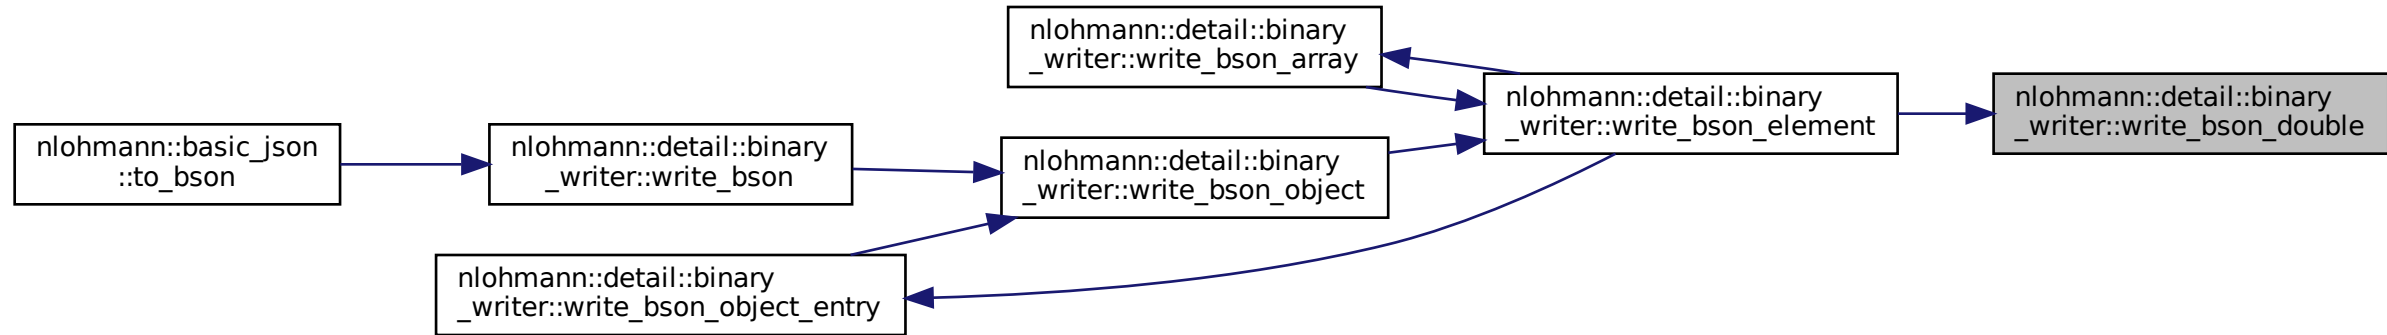 nlohmann::detail::binary
_writer::write_bson_array
nlohmann::detail::binary
_writer::write_bson_element
nlohmann::detail::binary
_writer::write_bson_double
nlohmann::basic_json
::to_bson
nlohmann::detail::binary
_writer::write_bson
nlohmann::detail::binary
_writer::write_bson_object
nlohmann::detail::binary
_writer::write_bson_object_entry